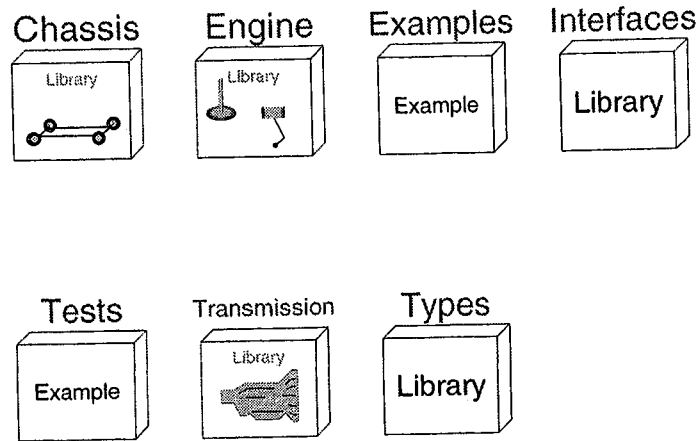 Chassis Engine Examples Interfaces
Library Library Example Library
Tests Transmission Types
Example Library Library